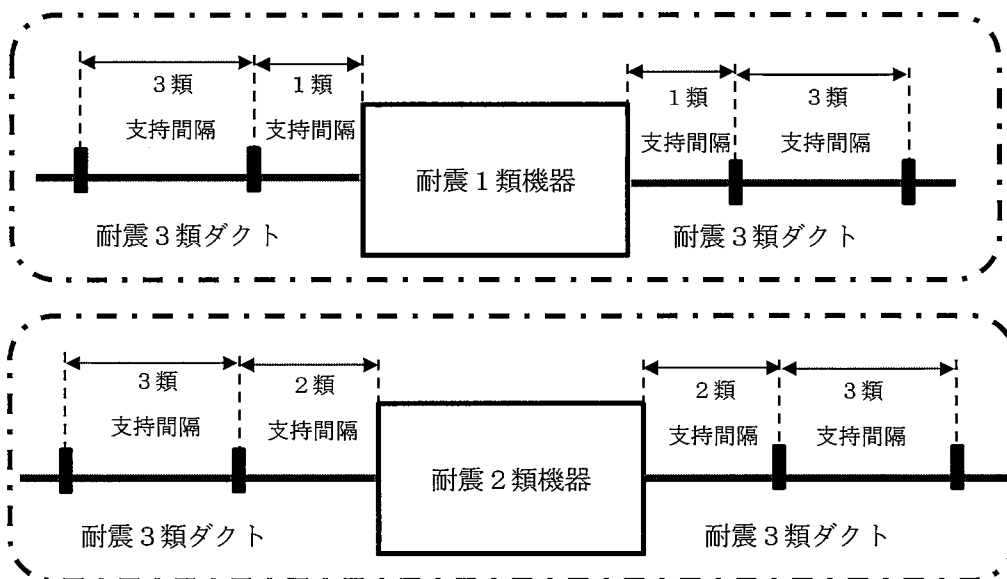 3類 1類 1類 3類
支持間隔 支持間隔 支持間隔 支持間隔
耐震1類機器
耐震3類ダクト 耐震3類ダクト
3類 2類 2類 3類
支持間隔 支持間隔 支持間隔 支持間隔
耐震2類機器
耐震3類ダクト 耐震3類ダクト